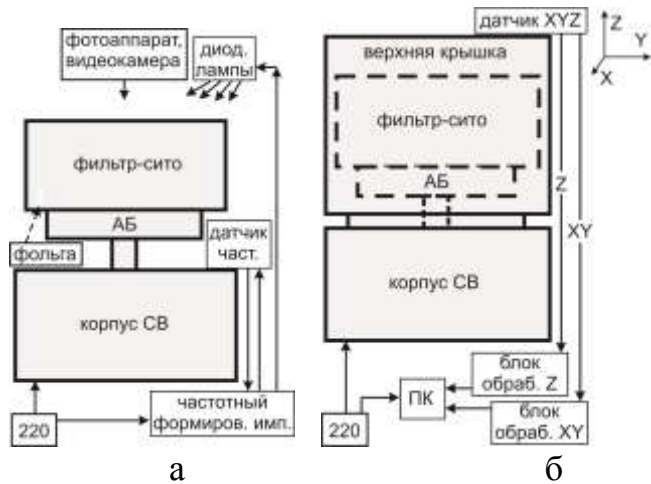 фотоаппарат,
видеокамера
диод.
лампы
фильтр-сито
АБ
фольга
датчик
част.
корпус СВ
220
частотный
формиров. имп.
а
датчик XYZ
Z
Y
X
верхняя крышка
фильтр-сито
АБ
Z
XY
корпус СВ
блок
обраб. Z
ПК
220
блок
обраб. XY
б